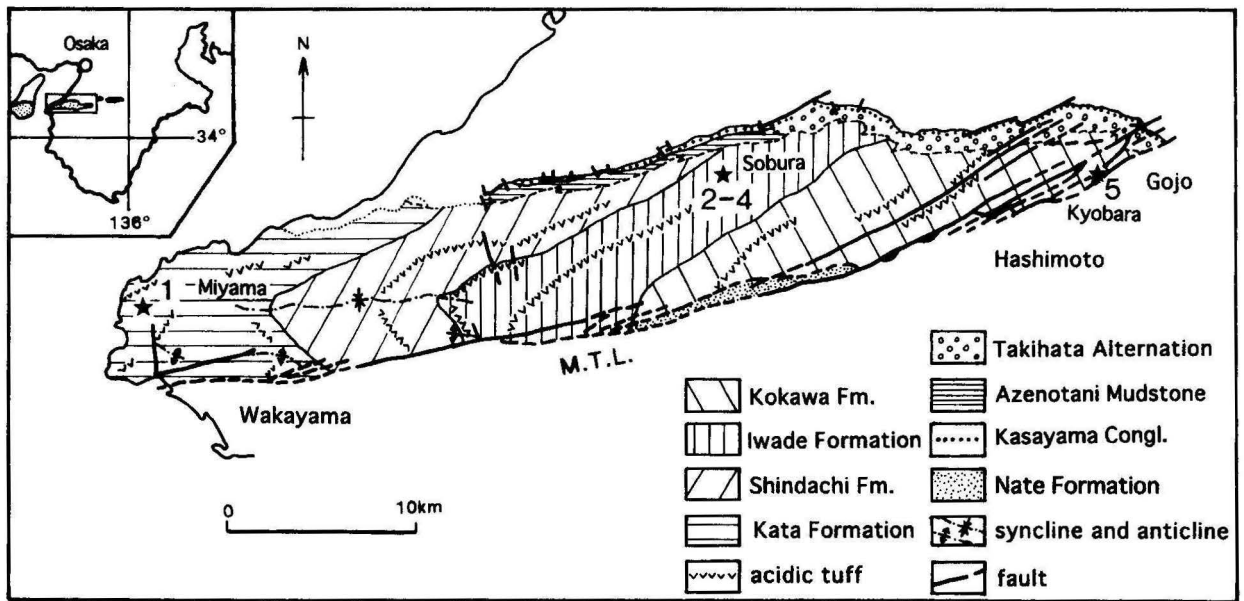 Osaka
34°
136°
N
Sobura
2-4
5
Gojo
Kyobara
Hashimoto
1
Miyama
M.T.L.
Wakayama
0 10km
Kokawa Fm.
Iwade Formation
Shindachi Fm.
Kata Formation
acidic tuff
Takihata Alternation
Azenotani Mudstone
Kasayama Congl.
Nate Formation
syncline and anticline
fault